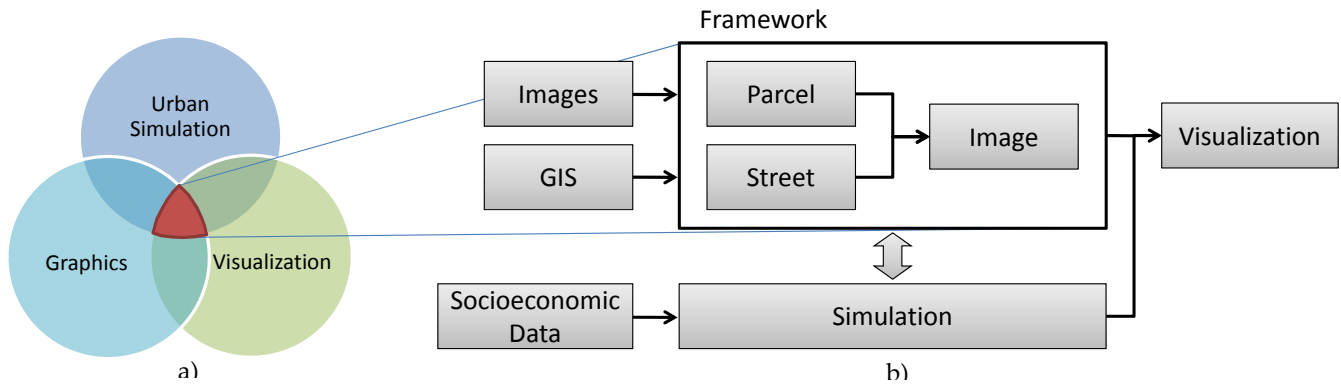 Urban
Simulation
Graphics
Visualization
a)
Framework
Images
GIS
Parcel
Street
Image
Visualization
Socioeconomic
Data
Simulation
b)